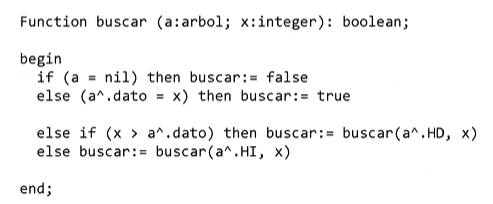 Function buscar (a:arbol; x:integer): boolean;
begin
if (a = nil) then buscar:= false
else (a^.dato = x) then buscar:= true
else if (x > a^.dato) then buscar:= buscar(a^.HD, x)
else buscar:= buscar(a^.HI, x)
end;